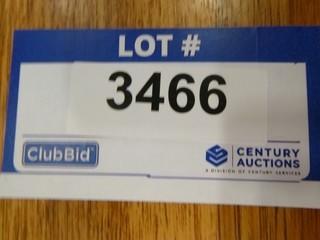 LOT #
3466
ClubBid
CENTURY
AUCTIONS
A DIVISION OF CENTURY SERVICES